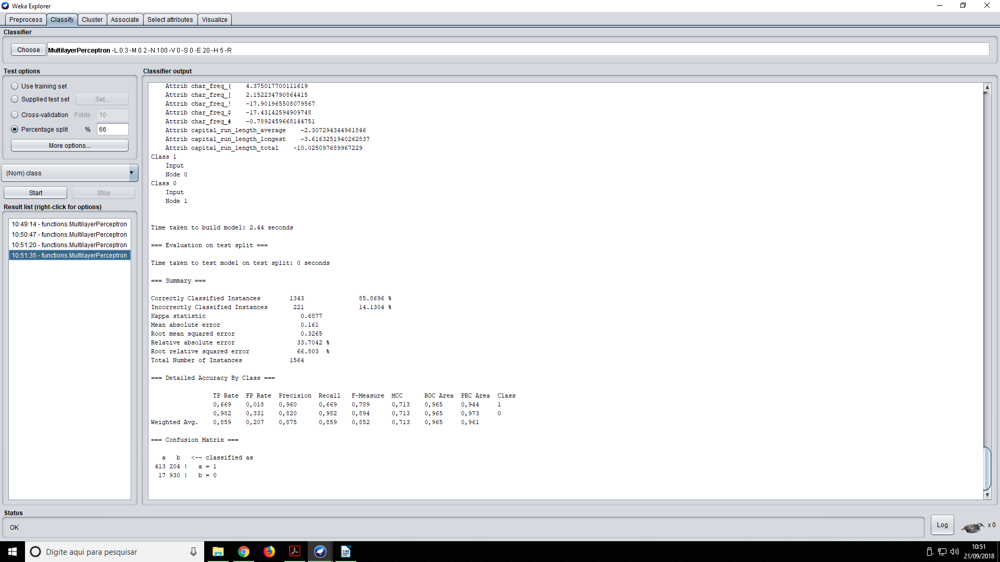 Weka Explorer
Preprocess Classify Cluster Associate Select attributes Visualize
Classifier
Choose MultilayerPerceptron -L 0.3 -M 0.2 -N 100 -V 0 -S 0 -E 20 -H 5 -R
Test options
Use training set
Supplied test set Set...
Cross-validation Folds 10
Percentage split % 66
More options...
(Nom) class
Start Stop
Result list (right-click for options)
10:49:14 - functions.MultilayerPerceptron
10:50:47 - functions.MultilayerPerceptron
10:51:20 - functions.MultilayerPerceptron
10:51:35 - functions.MultilayerPerceptron
Classifier output
Attrib char_freq_( 4.375017700111619
Attrib char_freq_[ 2.152234790864415
Attrib char_freq_! -17.901965508079567
Attrib char_freq_$ -17.43142594909748
Attrib char_freq_# -0.7892459668144751
Attrib capital_run_length_average -2.307294344961846
Attrib capital_run_length_longest -3.6163251940262837
Attrib capital_run_length_total -10.025097689967229
Class 1
Input
Node 0
Class 0
Input
Node 1
Time taken to build model: 2.44 seconds
=== Evaluation on test split ===
Time taken to test model on test split: 0 seconds
=== Summary ===
Correctly Classified Instances 1343 85.8696 %
Incorrectly Classified Instances 221 14.1304 %
Kappa statistic 0.6877
Mean absolute error 0.161
Root mean squared error 0.3265
Relative absolute error 33.7042 %
Root relative squared error 66.803 %
Total Number of Instances 1564
=== Detailed Accuracy By Class ===
TP Rate FP Rate Precision Recall F-Measure MCC ROC Area PRC Area Class
0,669 0,018 0,960 0,669 0,789 0,713 0,965 0,944 1
0,982 0,331 0,820 0,982 0,894 0,713 0,965 0,973 0
Weighted Avg. 0,859 0,207 0,875 0,859 0,852 0,713 0,965 0,961
=== Confusion Matrix ===
a b <-- classified as
413 204 | a = 1
17 930 | b = 0
Status
OK
Log x 0
Digite aqui para pesquisar
10:51
21/09/2018